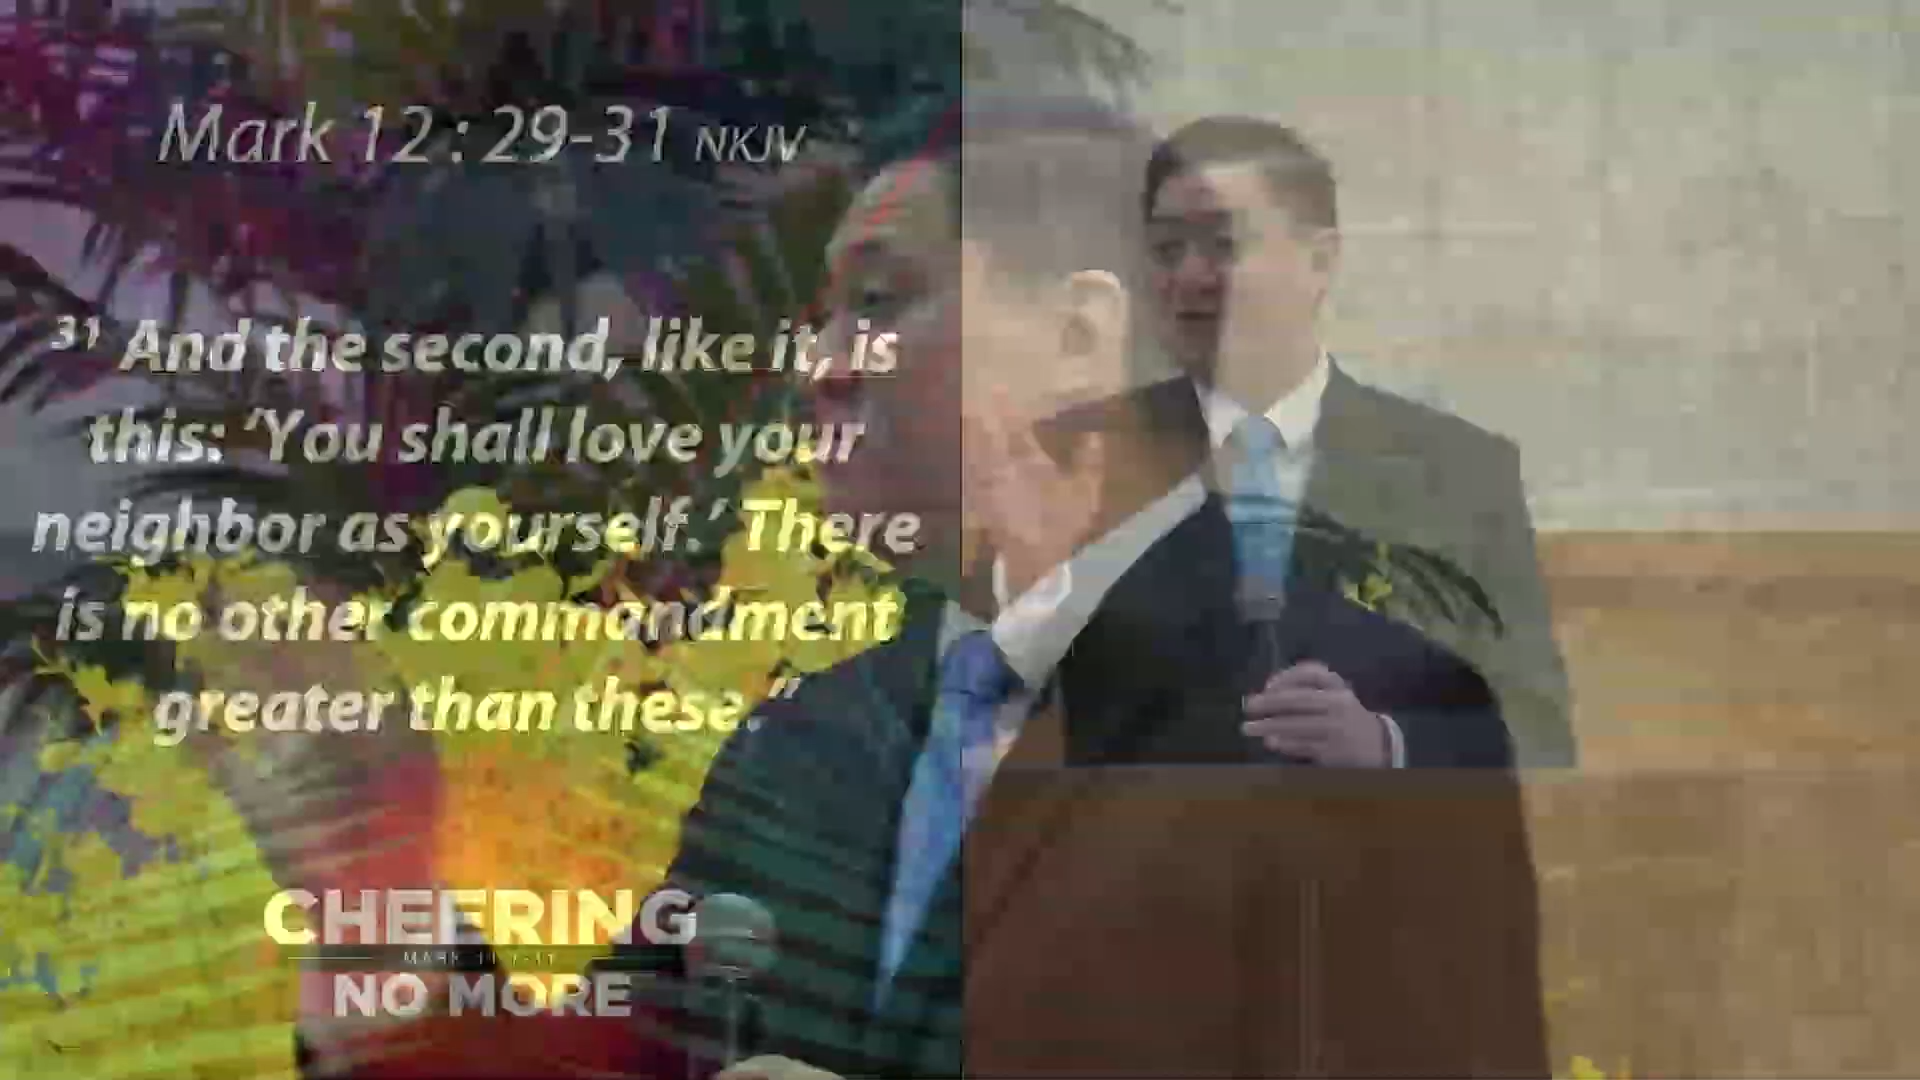 Mark 12 : 29-31 NKJV
31 And the second, like it, is
this: ‘You shall love your
neighbor as yourself.’ There
is no other commandment
greater than these.”
CHEERING
NO MORE